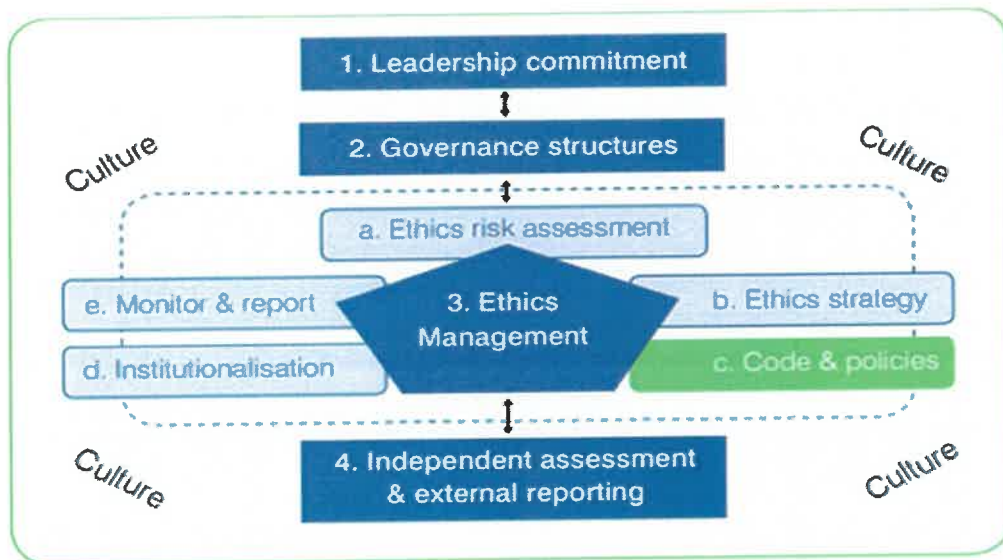 1. Leadership commitment
2. Governance structures
Culture
Culture
a. Ethics risk assessment
e. Monitor & report
3. Ethics
Management
b. Ethics strategy
d. Institutionalisation
c. Code & policies
Culture
4. Independent assessment
& external reporting
Culture